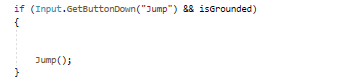 if (Input.GetButtonDown("Jump") && isGrounded)
{
Jump();
}